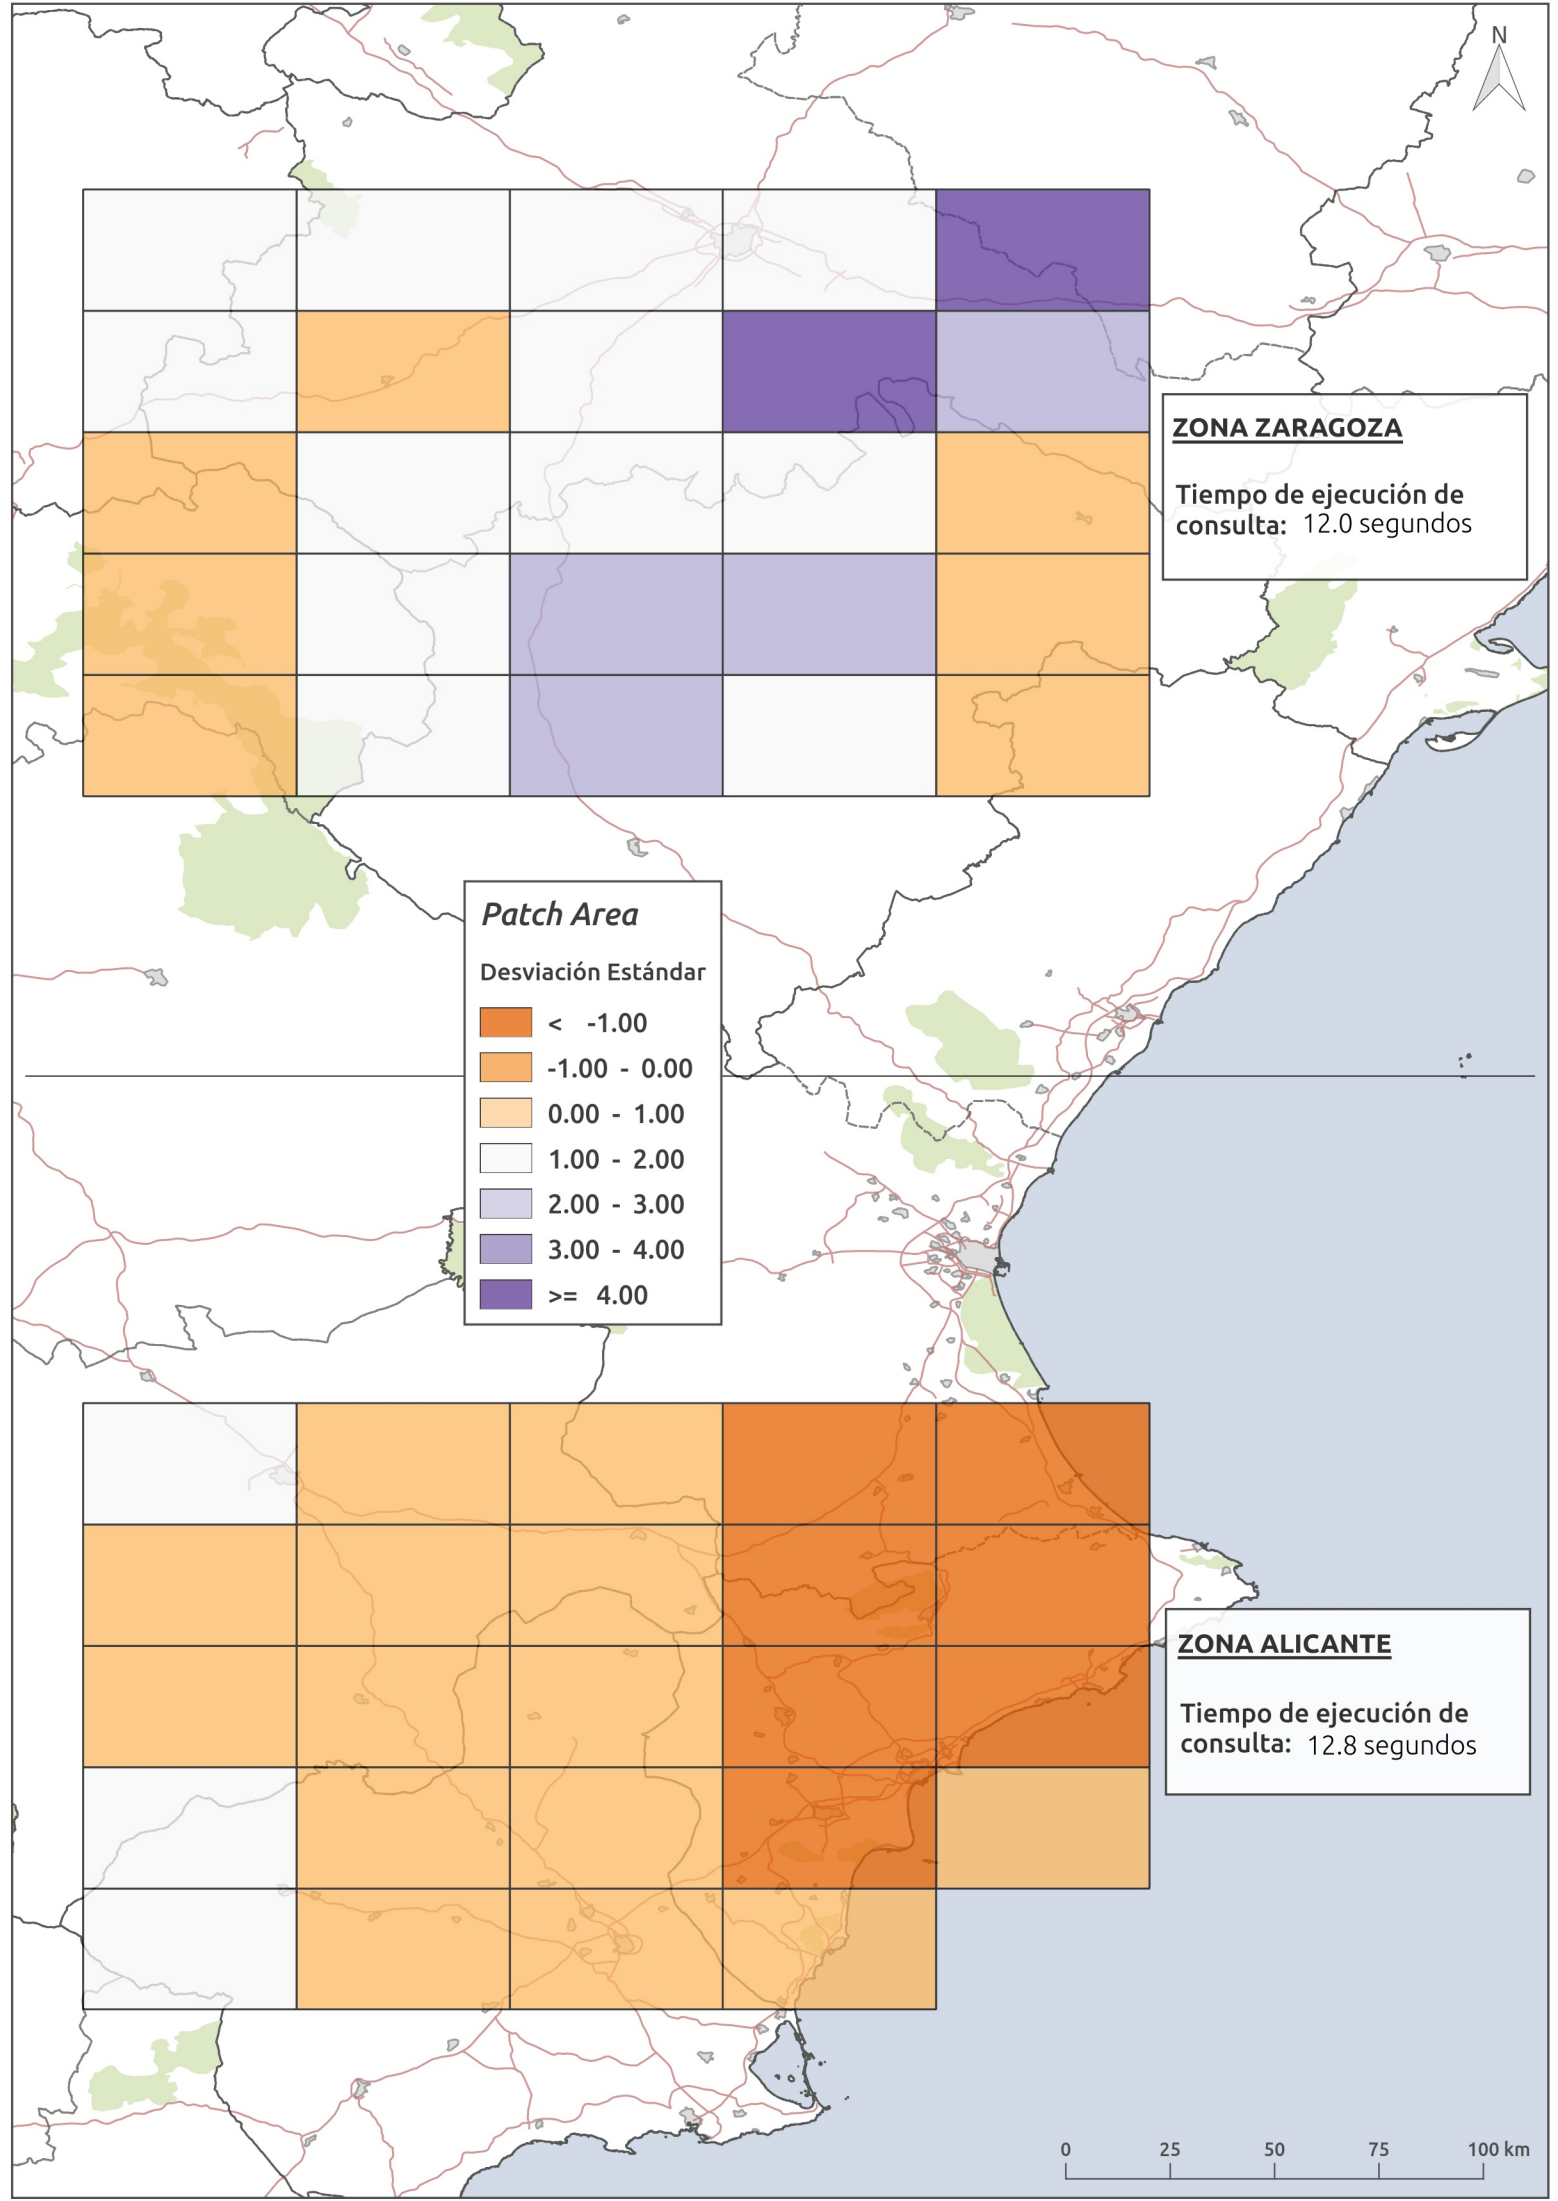 N
ZONA ZARAGOZA
Tiempo de ejecución de
consulta: 12.0 segundos
Patch Area
Desviación Estándar
< -1.00
-1.00 - 0.00
0.00 - 1.00
1.00 - 2.00
2.00 - 3.00
3.00 - 4.00
>= 4.00
ZONA ALICANTE
Tiempo de ejecución de
consulta: 12.8 segundos
0 25 50 75 100 km